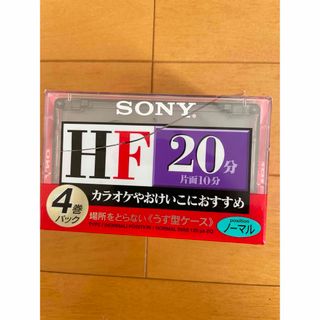 SONY
HF
20分
片面10分
4巻
パック
カラオケやおけいこにおすすめ
場所をとらない《うす型ケース》
position
ノーマル